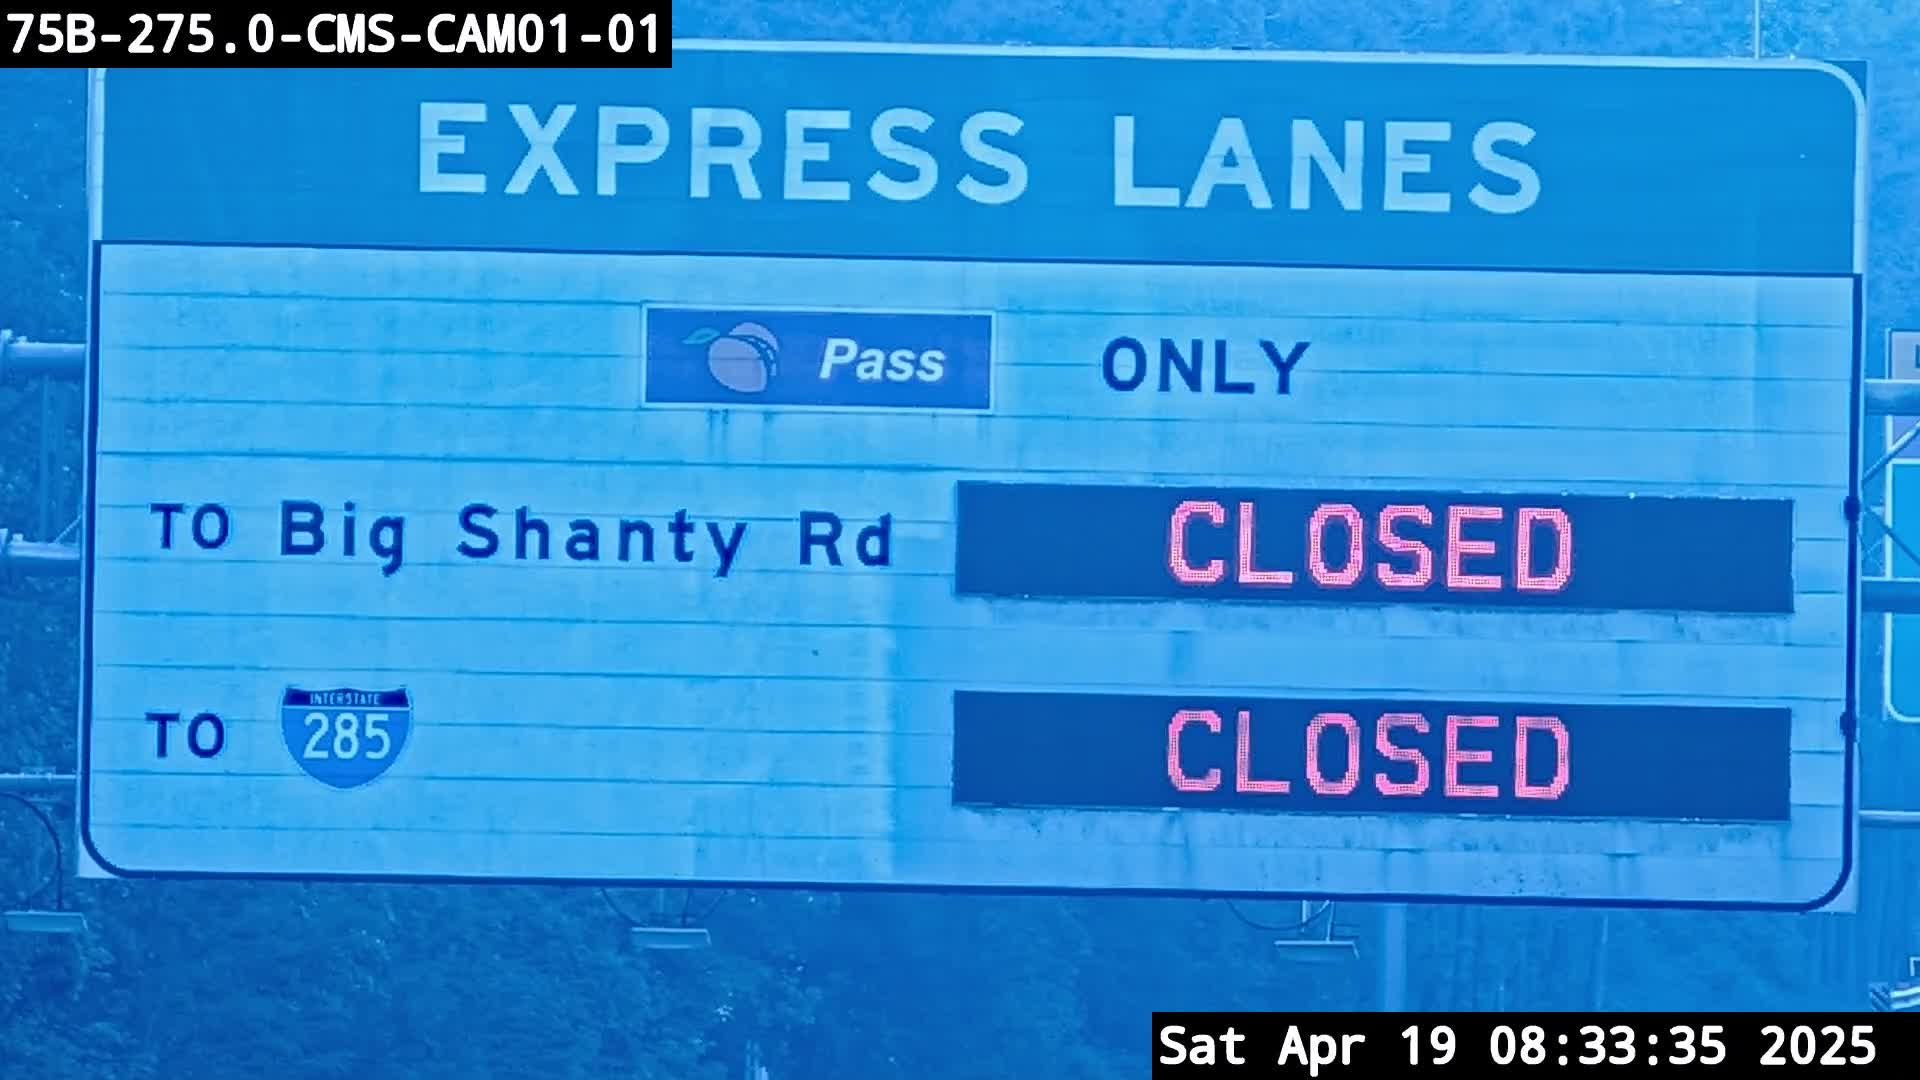 75B-275.0-CMS-CAM01-01
EXPRESS LANES
Pass ONLY
TO Big Shanty Rd CLOSED
TO INTERSTATE 285 CLOSED
Sat Apr 19 08:33:35 2025